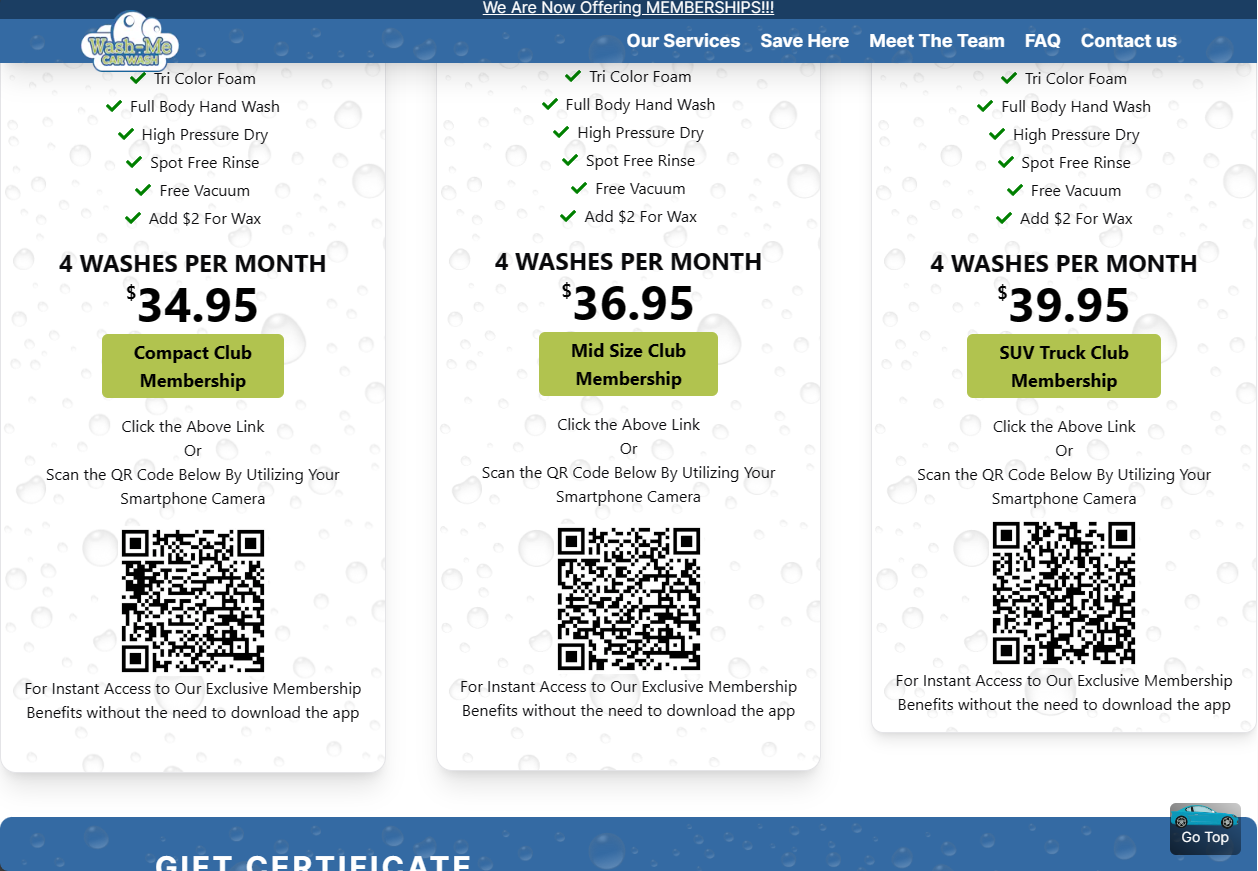 We Are Now Offering MEMBERSHIPS!!!
Wash-Me
CAR WASH
Our Services
Save Here
Meet The Team
FAQ
Contact us
Tri Color Foam
Full Body Hand Wash
High Pressure Dry
Spot Free Rinse
Free Vacuum
Add $2 For Wax
4 WASHES PER MONTH
$34.95
Compact Club
Membership
Click the Above Link
Or
Scan the QR Code Below By Utilizing Your
Smartphone Camera
For Instant Access to Our Exclusive Membership
Benefits without the need to download the app
Tri Color Foam
Full Body Hand Wash
High Pressure Dry
Spot Free Rinse
Free Vacuum
Add $2 For Wax
4 WASHES PER MONTH
$36.95
Mid Size Club
Membership
Click the Above Link
Or
Scan the QR Code Below By Utilizing Your
Smartphone Camera
For Instant Access to Our Exclusive Membership
Benefits without the need to download the app
Tri Color Foam
Full Body Hand Wash
High Pressure Dry
Spot Free Rinse
Free Vacuum
Add $2 For Wax
4 WASHES PER MONTH
$39.95
SUV Truck Club
Membership
Click the Above Link
Or
Scan the QR Code Below By Utilizing Your
Smartphone Camera
For Instant Access to Our Exclusive Membership
Benefits without the need to download the app
Go Top
GIFT CERTIFICATE